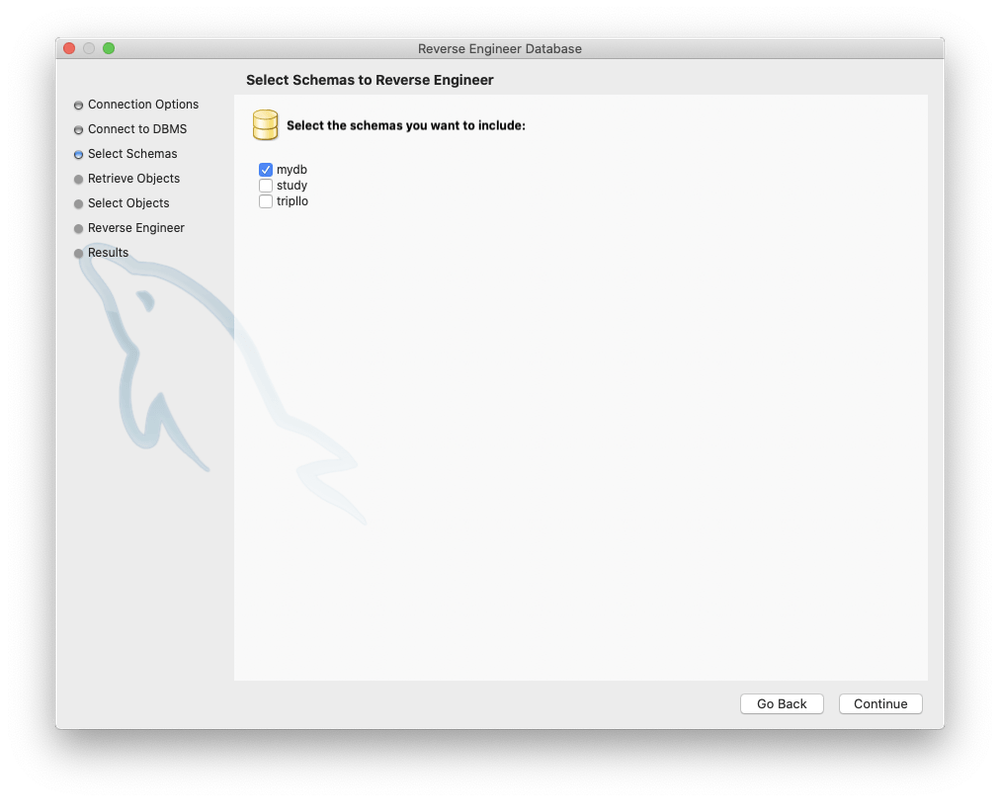 Reverse Engineer Database
Select Schemas to Reverse Engineer
Connection Options
Connect to DBMS
Select Schemas
Retrieve Objects
Select Objects
Reverse Engineer
Results
Select the schemas you want to include:
mydb
study
tripllo
Go Back
Continue